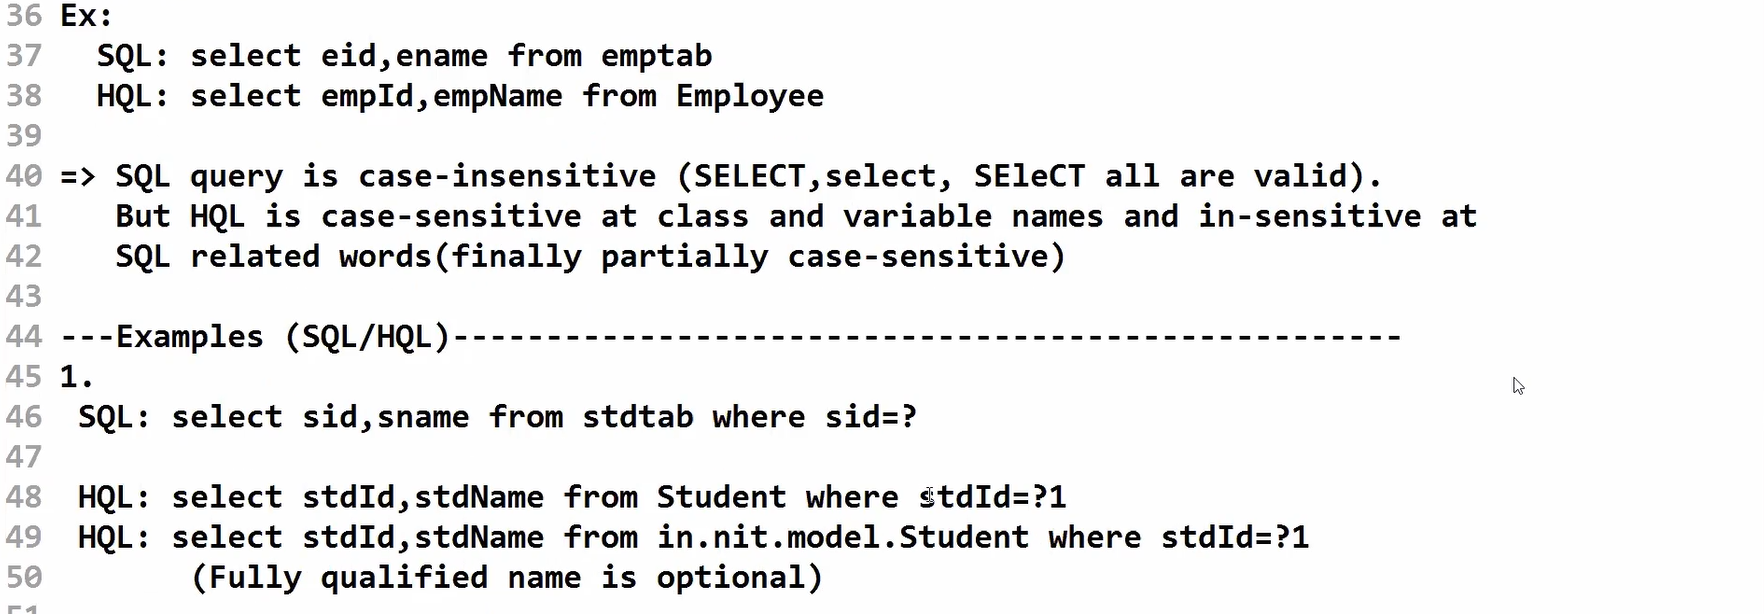 36 Ex:
37   SQL: select eid,ename from emptab
38   HQL: select empId,empName from Employee
39
40 => SQL query is case-insensitive (SELECT,select, SEleCT all are valid).
41    But HQL is case-sensitive at class and variable names and in-sensitive at
42    SQL related words(finally partially case-sensitive)
43
44 ---Examples (SQL/HQL)---------------------------------------------------
45 1.
46  SQL: select sid,sname from stdtab where sid=?
47
48  HQL: select stdId,stdName from Student where stdId=?1
49  HQL: select stdId,stdName from in.nit.model.Student where stdId=?1
50       (Fully qualified name is optional)
51